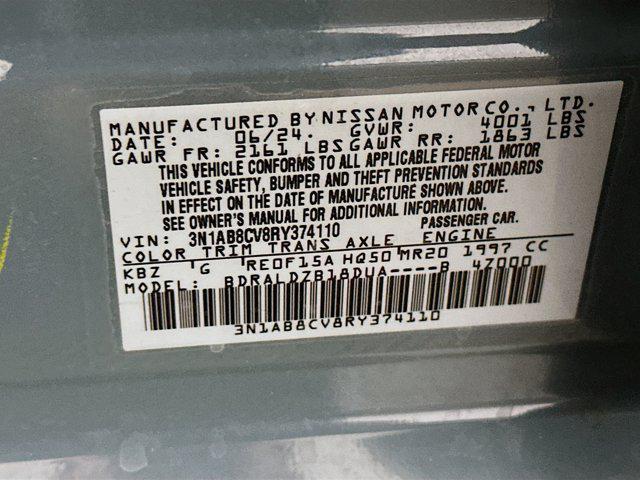 MANUFACTURED BY NISSAN MOTOR CO., LTD.
DATE: 06/24. GVWR: 4001 LBS
GAWR FR: 2161 LBS GAWR RR: 1863 LBS
THIS VEHICLE CONFORMS TO ALL APPLICABLE FEDERAL MOTOR
VEHICLE SAFETY, BUMPER AND THEFT PREVENTION STANDARDS
IN EFFECT ON THE DATE OF MANUFACTURE SHOWN ABOVE.
SEE OWNER'S MANUAL FOR ADDITIONAL INFORMATION.
VIN: 3N1AB8CV8RY374110 PASSENGER CAR.
COLOR TRIM TRANS AXLE ENGINE
KBZ G RE0F15A HQ50 MR20 1997 CC
MODEL: BDRALDZB18DUA----B 4Z000
3N1AB8CV8RY374110